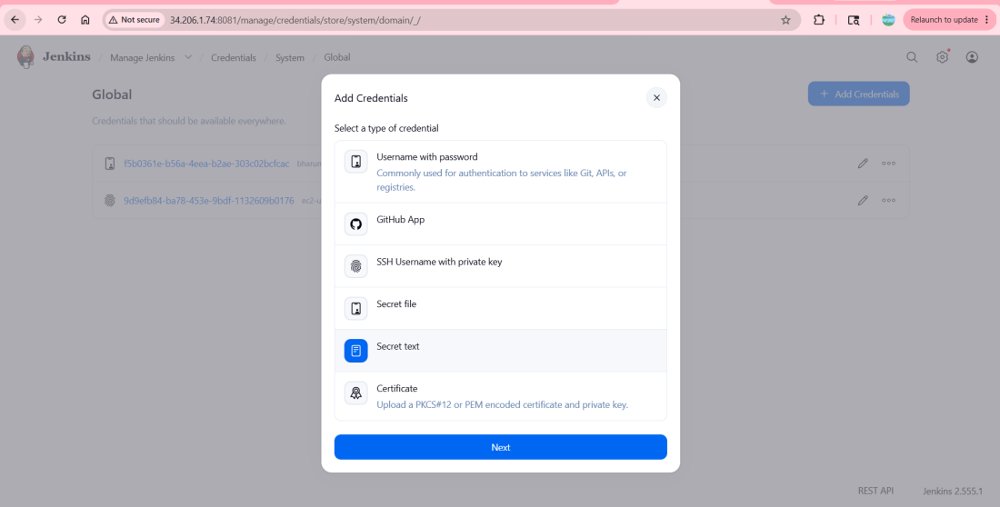 Not secure 34.206.1.74:8081/manage/credentials/store/system/domain/_/
Relaunch to update
Jenkins / Manage Jenkins / Credentials / System / Global
Global
Add Credentials
Credentials that should be available everywhere.
f5b0361e-b56a-4eea-b2ae-303c02bcfcac bharun
9d9efb84-ba78-453e-9bdf-1132609b0176 ec2-u
Add Credentials
Select a type of credential
Username with password
Commonly used for authentication to services like Git, APIs, or
registries.
GitHub App
SSH Username with private key
Secret file
Secret text
Certificate
Upload a PKCS#12 or PEM encoded certificate and private key.
Next
REST API Jenkins 2.555.1